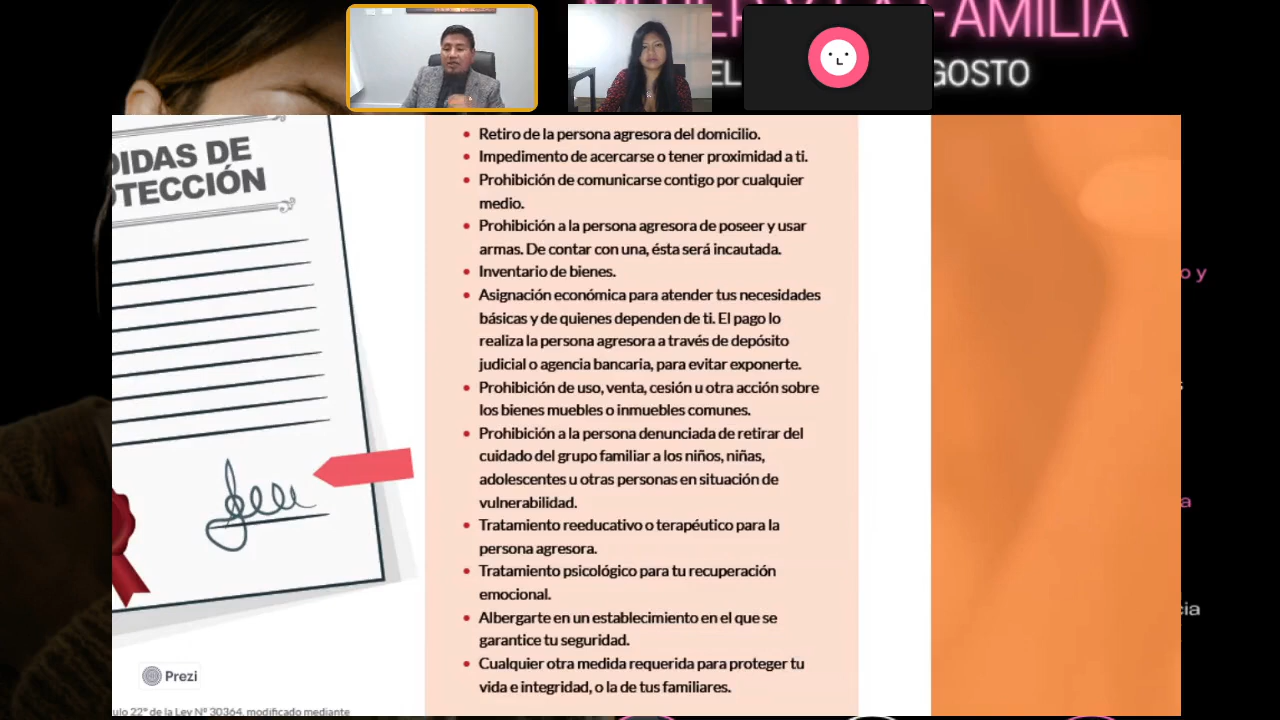 Y LA FAMILIA
EL
GOSTO
DIDAS DE
OTECCIÓN
• Retiro de la persona agresora del domicilio.
• Impedimento de acercarse o tener proximidad a ti.
• Prohibición de comunicarse contigo por cualquier
medio.
• Prohibición a la persona agresora de poseer y usar
armas. De contar con una, ésta será incautada.
• Inventario de bienes.
• Asignación económica para atender tus necesidades
básicas y de quienes dependen de ti. El pago lo
realiza la persona agresora a través de depósito
judicial o agencia bancaria, para evitar exponerte.
• Prohibición de uso, venta, cesión u otra acción sobre
los bienes muebles o inmuebles comunes.
• Prohibición a la persona denunciada de retirar del
cuidado del grupo familiar a los niños, niñas,
adolescentes u otras personas en situación de
vulnerabilidad.
• Tratamiento reeducativo o terapéutico para la
persona agresora.
• Tratamiento psicológico para tu recuperación
emocional.
• Albergarte en un establecimiento en el que se
garantice tu seguridad.
• Cualquier otra medida requerida para proteger tu
vida e integridad, o la de tus familiares.
Prezi
ulo 22° de la Ley N° 30364, modificado mediante
o y
a
cia